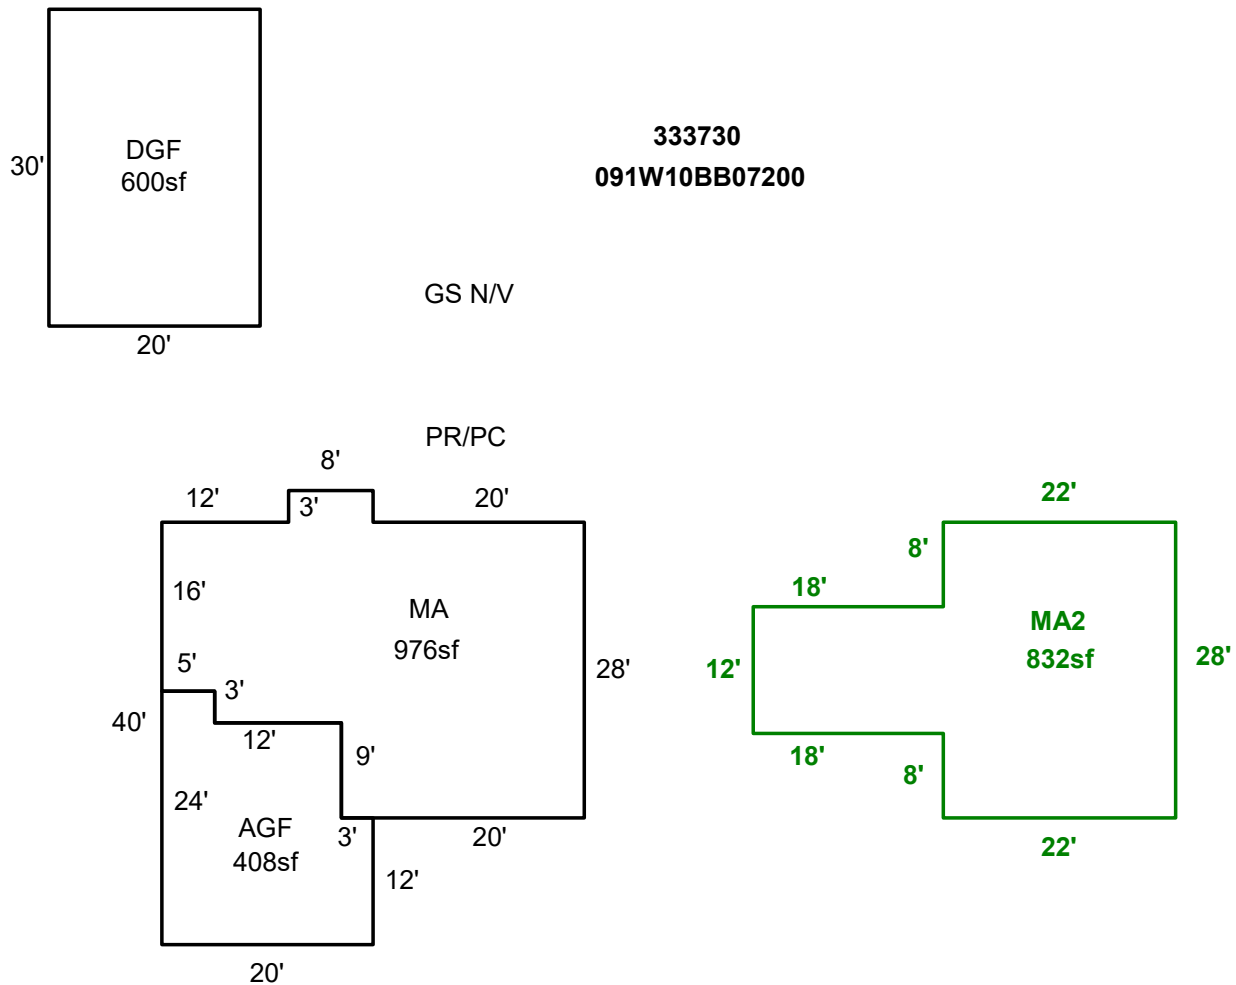 30'
DGF
600sf
20'
333730
091W10BB07200
GS N/V
PR/PC
8'
12'
3'
20'
16'
MA
976sf
28'
5'
3'
40'
12'
9'
24'
AGF
408sf
3'
20'
12'
20'
22'
8'
18'
MA2
832sf
12'
28'
18'
8'
22'